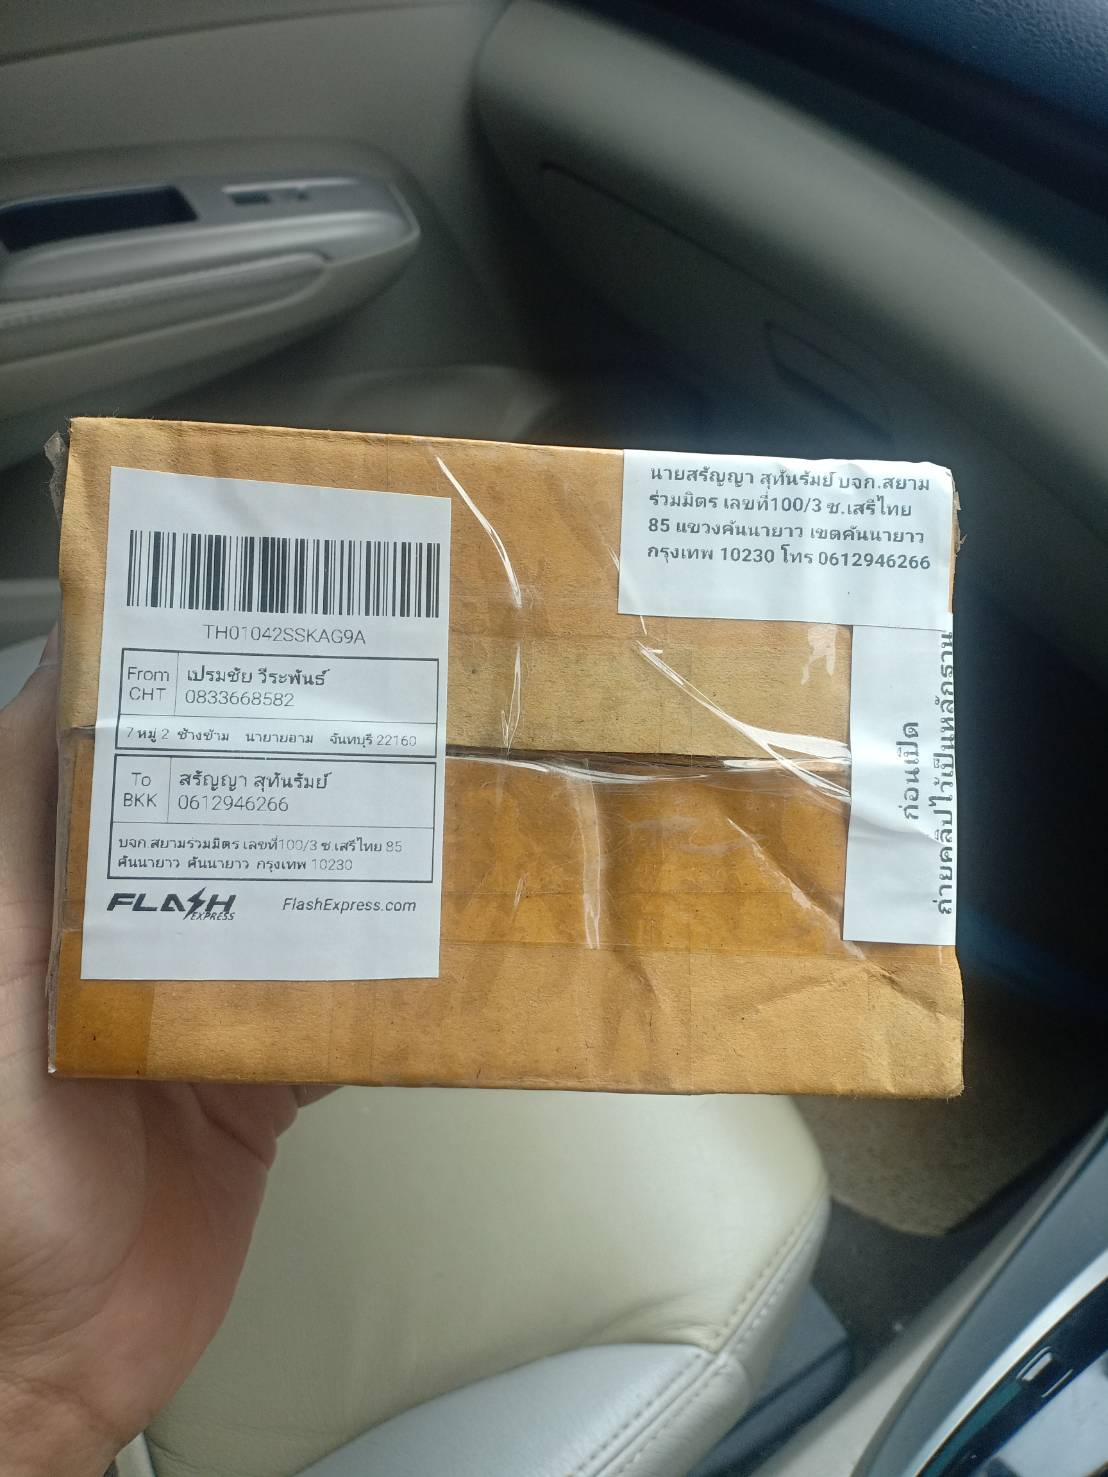 TH01042SSKAG9A
From
CHT
เปรมชัย วีระพันธ์
0833668582
7 หมู่ 2 ช้างข้าม นายายอาม จันทบุรี 22160
To
BKK
สรัญญา สุทันรัมย์
0612946266
บจก.สยามร่วมมิตร เลขที่100/3 ซ.เสรีไทย 85
คันนายาว คันนายาว กรุงเทพ 10230
FLASH
EXPRESS
FlashExpress.com
นายสรัญญา สุทันรัมย์ บจก.สยาม
ร่วมมิตร เลขที่100/3 ซ.เสรีไทย
85 แขวงคันนายาว เขตคันนายาว
กรุงเทพ 10230 โทร 0612946266
ก่อนเปิด
ถ่ายคลิปไว้เป็นหลักฐาน